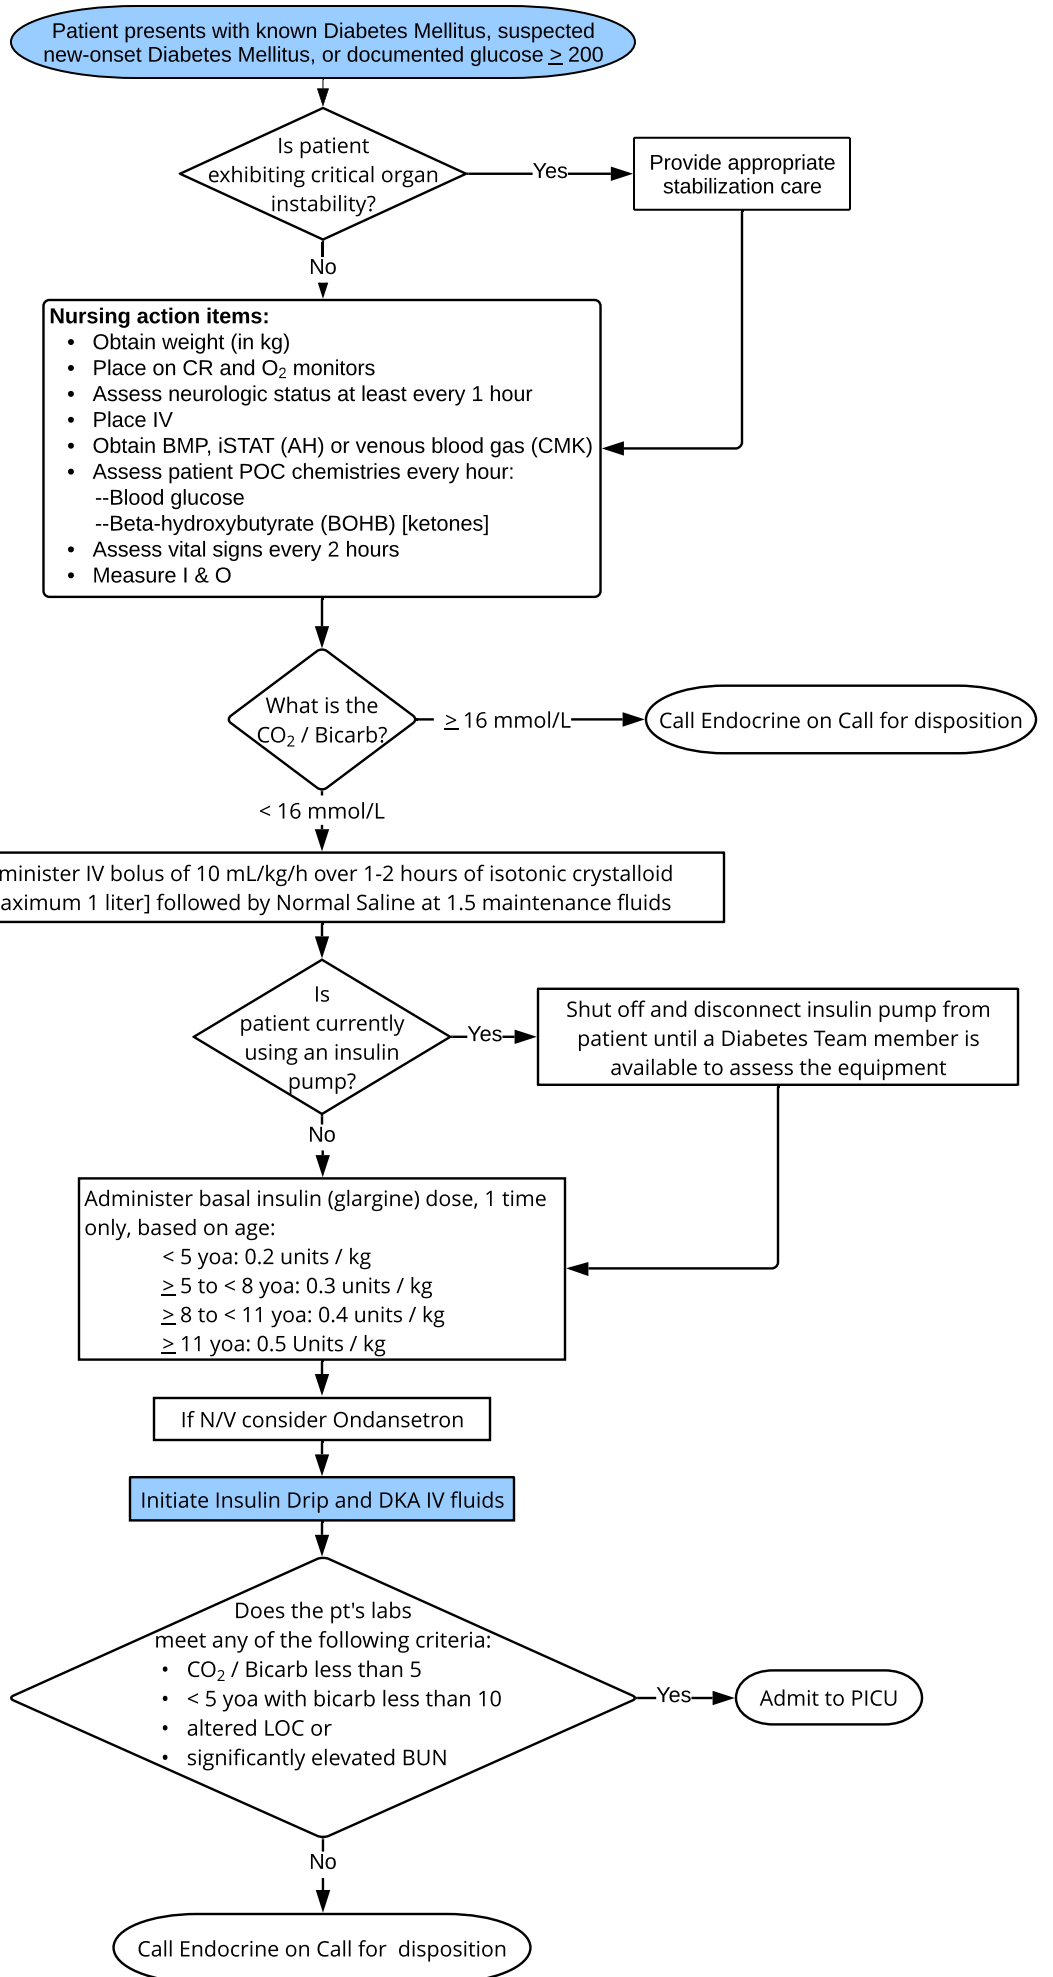 Patient presents with known Diabetes Mellitus, suspected
new-onset Diabetes Mellitus, or documented glucose ≥ 200
Is patient
exhibiting critical organ
instability?
Yes
Provide appropriate
stabilization care
No
Nursing action items:
• Obtain weight (in kg)
• Place on CR and O₂ monitors
• Assess neurologic status at least every 1 hour
• Place IV
• Obtain BMP, iSTAT (AH) or venous blood gas (CMK)
• Assess patient POC chemistries every hour:
--Blood glucose
--Beta-hydroxybutyrate (BOHB) [ketones]
• Assess vital signs every 2 hours
• Measure I & O
What is the
CO₂ / Bicarb?
≥ 16 mmol/L
Call Endocrine on Call for disposition
< 16 mmol/L
minister IV bolus of 10 mL/kg/h over 1-2 hours of isotonic crystalloid
aximum 1 liter] followed by Normal Saline at 1.5 maintenance fluids
Is
patient currently
using an insulin
pump?
Yes
Shut off and disconnect insulin pump from
patient until a Diabetes Team member is
available to assess the equipment
No
Administer basal insulin (glargine) dose, 1 time
only, based on age:
< 5 yoa: 0.2 units / kg
≥ 5 to < 8 yoa: 0.3 units / kg
≥ 8 to < 11 yoa: 0.4 units / kg
≥ 11 yoa: 0.5 Units / kg
If N/V consider Ondansetron
Initiate Insulin Drip and DKA IV fluids
Does the pt's labs
meet any of the following criteria:
• CO₂ / Bicarb less than 5
• < 5 yoa with bicarb less than 10
• altered LOC or
• significantly elevated BUN
Yes
Admit to PICU
No
Call Endocrine on Call for disposition